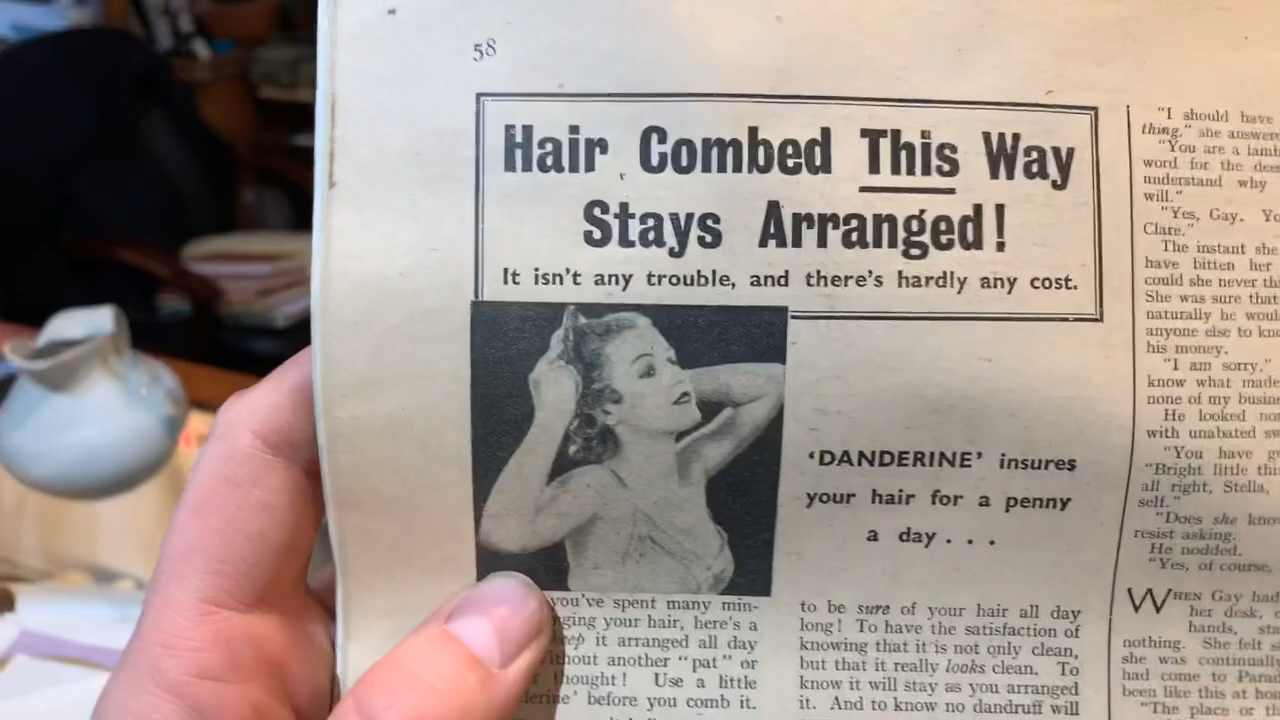 58
Hair Combed This Way
Stays Arranged!
It isn't any trouble, and there's hardly any cost.
'DANDERINE' insures
your hair for a penny
a day...
you've spent many min-
ging your hair, here's a
ep it arranged all day
ithout another "pat" or
thought! Use a little
derine' before you comb it.
to be sure of your hair all day
long! To have the satisfaction of
knowing that it is not only clean,
but that it really looks clean. To
know it will stay as you arranged
it. And to know no dandruff will
"I should have
thing," she answere
"You are a lamb
word for the dee
understand why
will."
"Yes, Gay. Yo
Clare."
The instant she
have bitten her
could she never th
She was sure that
naturally he woul
anyone else to kno
his money.
"I am sorry."
know what made
none of my busin
He looked no
with unabated sw
"You have g
"Bright little thi
all right, Stella,
self."
"Does she kno
resist asking.
He nodded.
"Yes, of course,
WHEN Gay had
her desk,
hands, sta
nothing. She felt s
she was continually
had come to Parad
been like this at ho
"The place or th